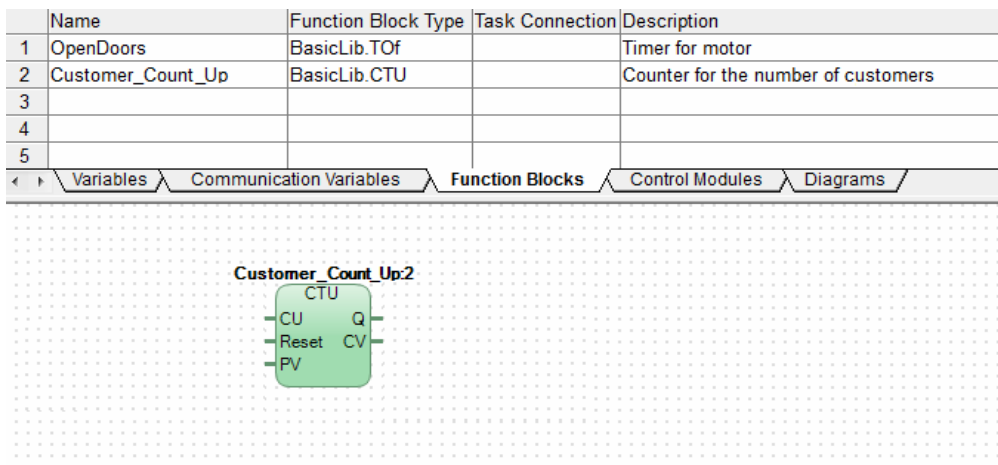 Name Function Block Type Task Connection Description
1 OpenDoors BasicLib.TOf Timer for motor
2 Customer_Count_Up BasicLib.CTU Counter for the number of customers
3
4
5
Variables Communication Variables Function Blocks Control Modules Diagrams
Customer_Count_Up:2
CTU
CU Q
Reset CV
PV